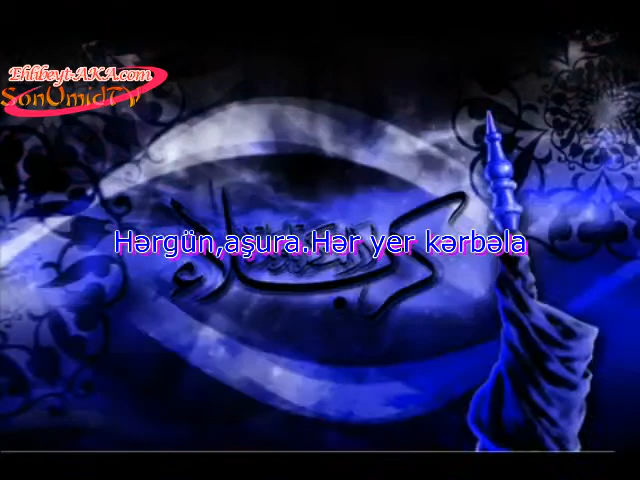 Ehlibeyt-AKA.com
SonUmidTV
Hərgün,aşura.Hər yer kərbəla
كربلاء